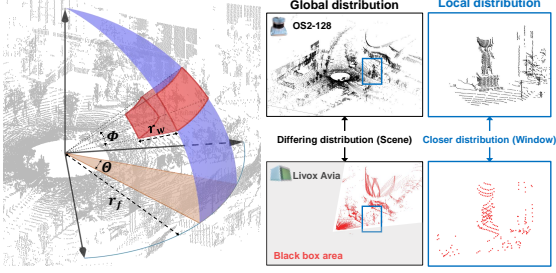 Global distribution
Local distribution
OS2-128
Φ
r_w
Θ
r_f
Differing distribution (Scene)
Closer distribution (Window)
Livox Avia
Black box area